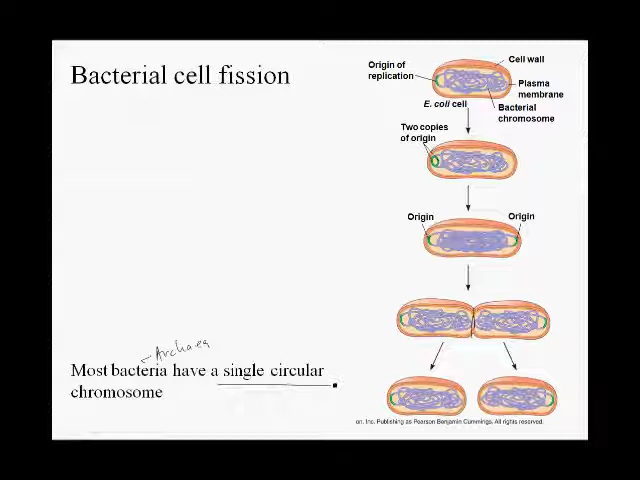 Bacterial cell fission
Origin of
replication
Cell wall
Plasma
membrane
Bacterial
chromosome
E. coli cell
Two copies
of origin
Origin
Origin
Archaea
Most bacteria have a single circular
chromosome
on, Inc. Publishing as Pearson Benjamin Cummings. All rights reserved.